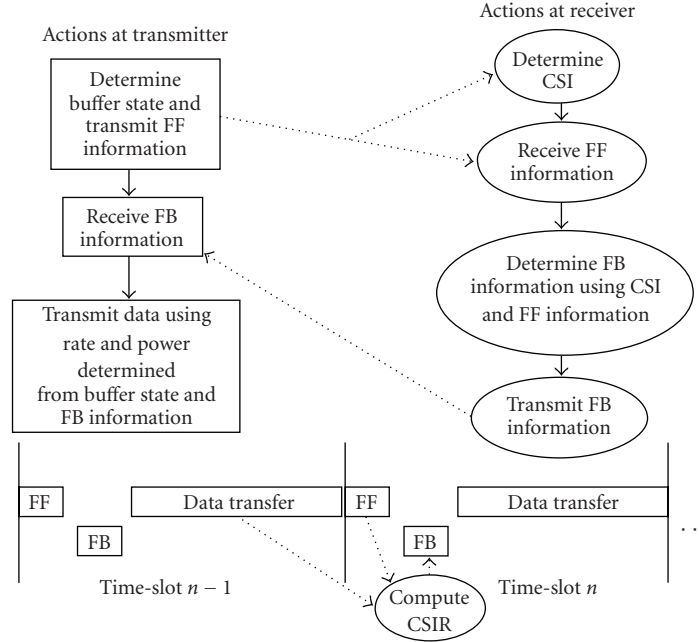 Actions at transmitter
Determine
buffer state and
transmit FF
information
Receive FB
information
Transmit data using
rate and power
determined
from buffer state and
FB information
Actions at receiver
Determine
CSI
Receive FF
information
Determine FB
information using CSI
and FF information
Transmit FB
information
FF
Data transfer
FF
Data transfer
FB
FB
. .
Time-slot n − 1
Compute
CSIR
Time-slot n